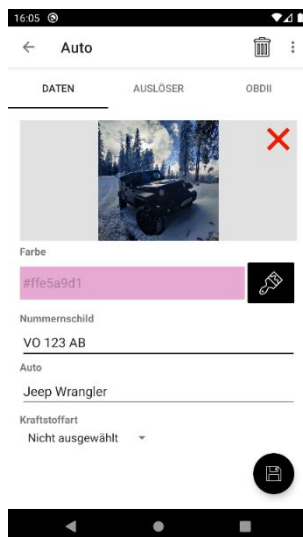 16:05
Auto
DATEN AUSLÖSER OBDII
Farbe
#ffe5a9d1
Nummernschild
VO 123 AB
Auto
Jeep Wrangler
Kraftstoffart
Nicht ausgewählt